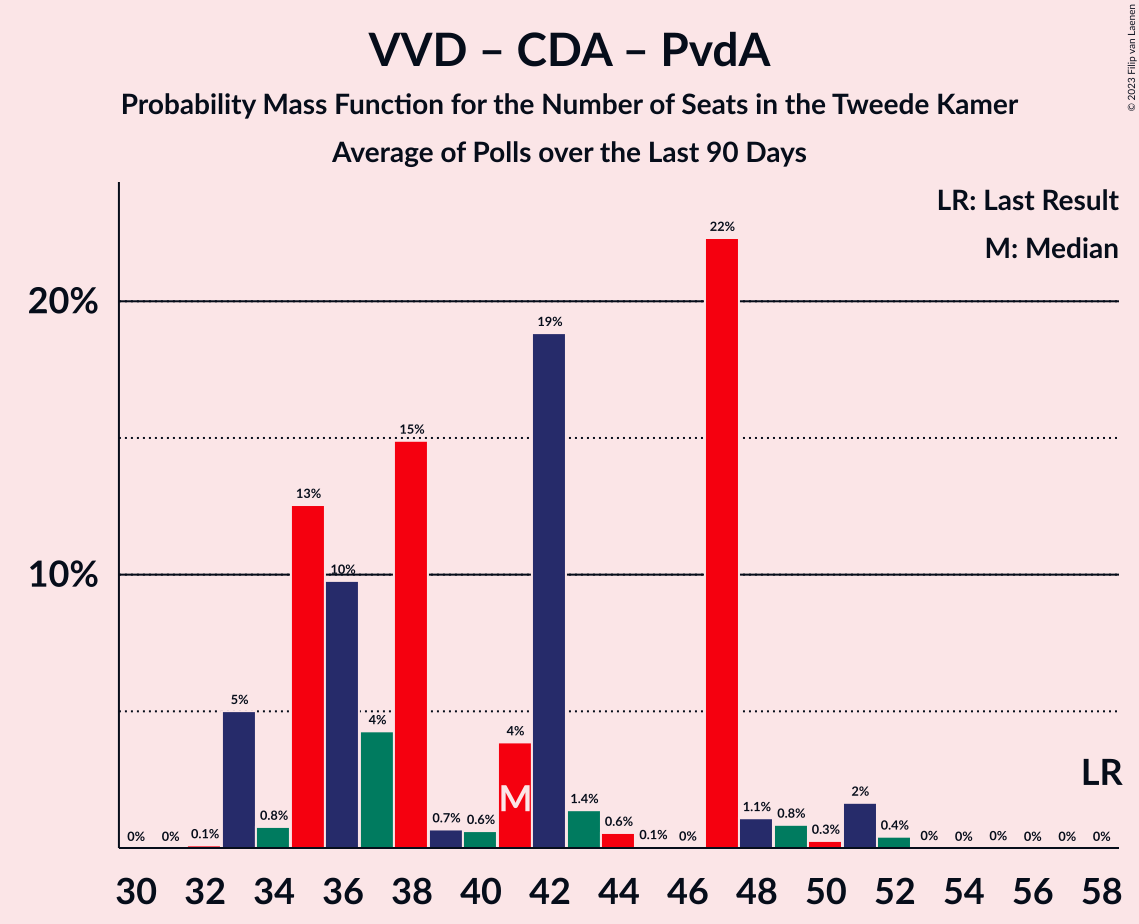 VVD – CDA – PvdA
Probability Mass Function for the Number of Seats in the Tweede Kamer
Average of Polls over the Last 90 Days
© 2023 Filip van Laenen
LR: Last Result
M: Median
20%
10%
0% 0% 0.1% 5% 0.8% 13% 10% 4% 15% 0.7% 0.6% 4% 19% 1.4% 0.6% 0.1% 0% 22% 1.1% 0.8% 0.3% 2% 0.4% 0% 0% 0% 0% 0% 0%
M
LR
30 32 34 36 38 40 42 44 46 48 50 52 54 56 58